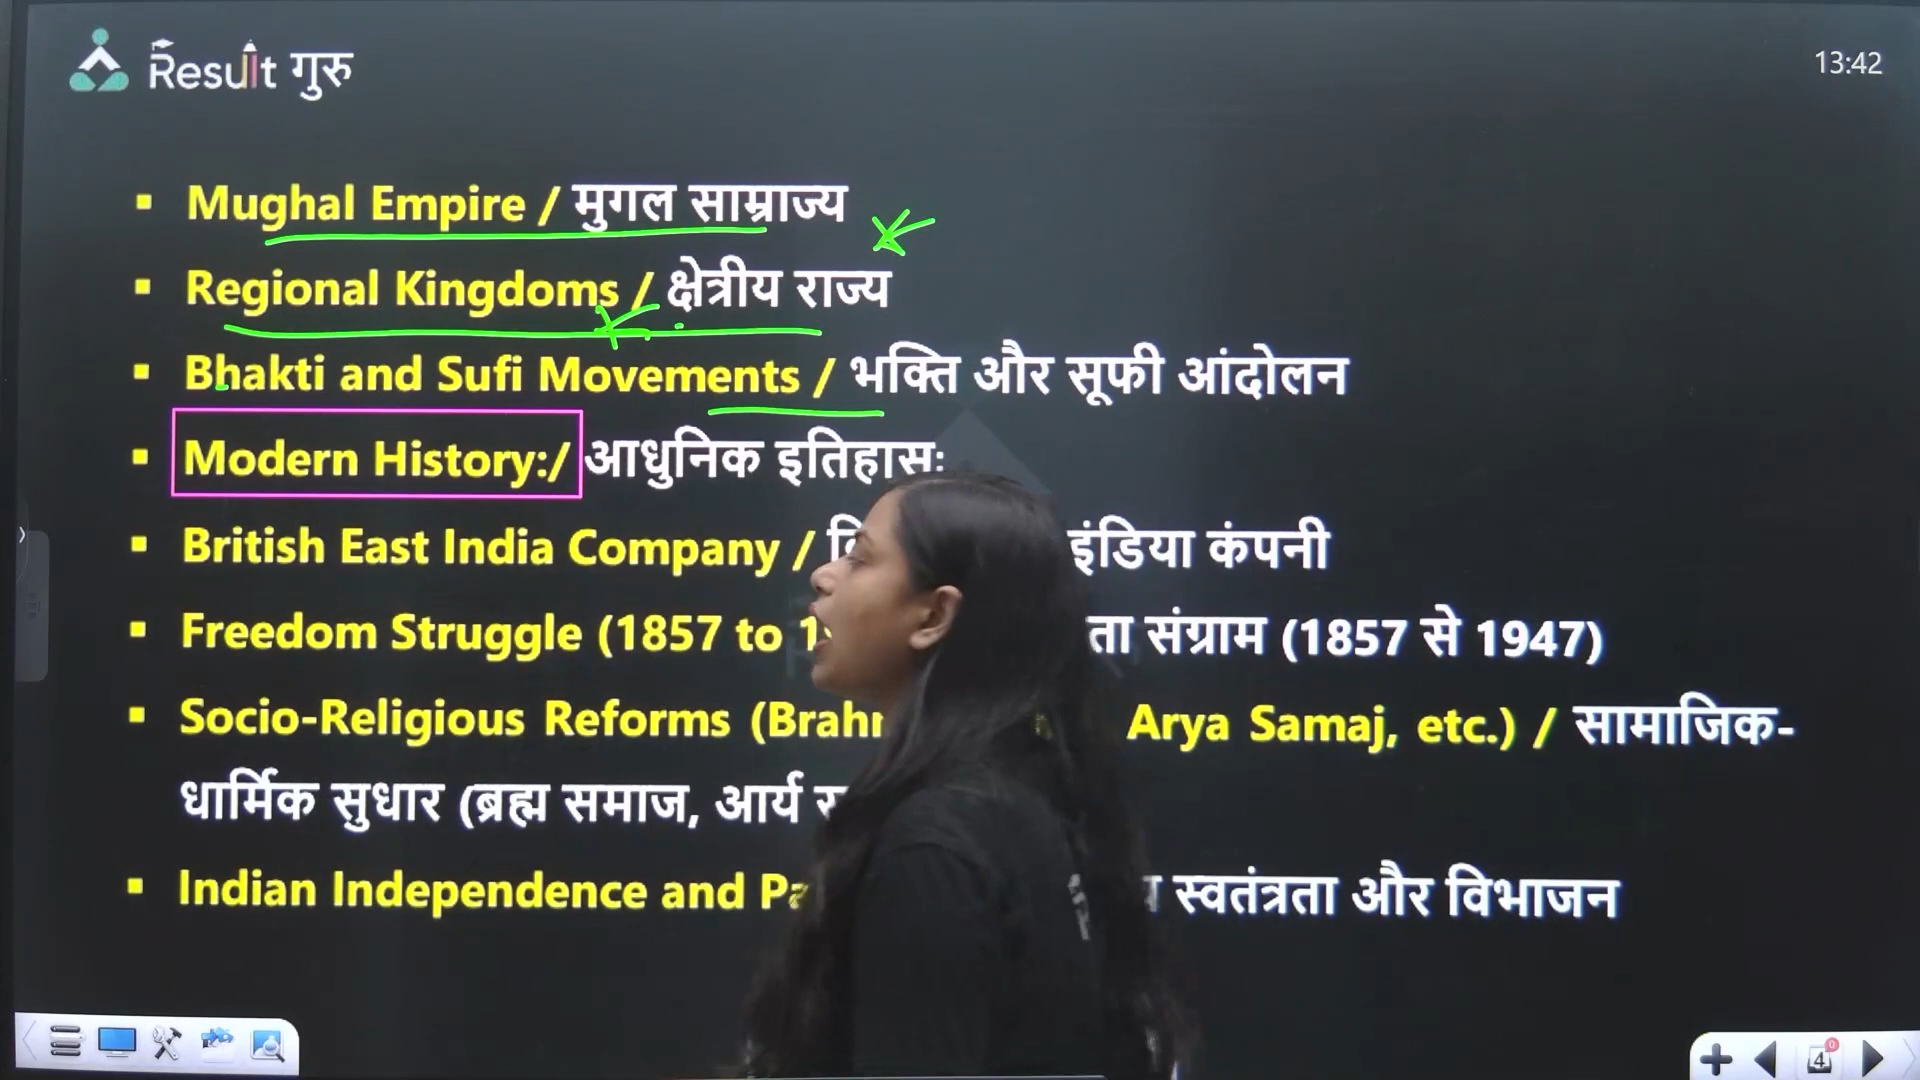 Result गुरु
13:42
▪ Mughal Empire / मुगल साम्राज्य
▪ Regional Kingdoms / क्षेत्रीय राज्य
▪ Bhakti and Sufi Movements / भक्ति और सूफी आंदोलन
▪ Modern History:/ आधुनिक इतिहास:
▪ British East India Company / इंडिया कंपनी
▪ Freedom Struggle (1857 to संग्राम (1857 से 1947)
▪ Socio-Religious Reforms ( Arya Samaj, etc.) / सामाजिक-
धार्मिक सुधार (ब्रह्म समाज, आर्य
▪ Indian Independence and स्वतंत्रता और विभाजन
4
0